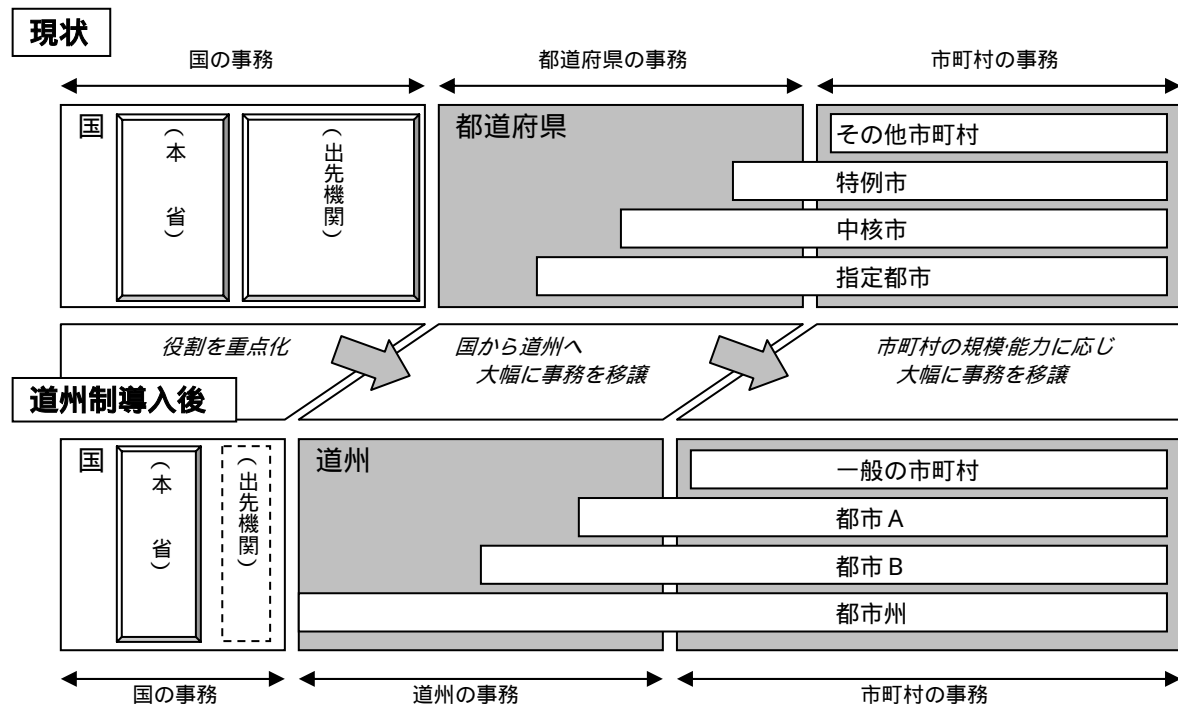 現状
国の事務
都道府県の事務
市町村の事務
国
（本　省）
（出先機関）
都道府県
その他市町村
特例市
中核市
指定都市
役割を重点化
国から道州へ
大幅に事務を移譲
市町村の規模・能力に応じ
大幅に事務を移譲
道州制導入後
国
（本　省）
（出先機関）
道州
一般の市町村
都市A
都市B
都市州
国の事務
道州の事務
市町村の事務